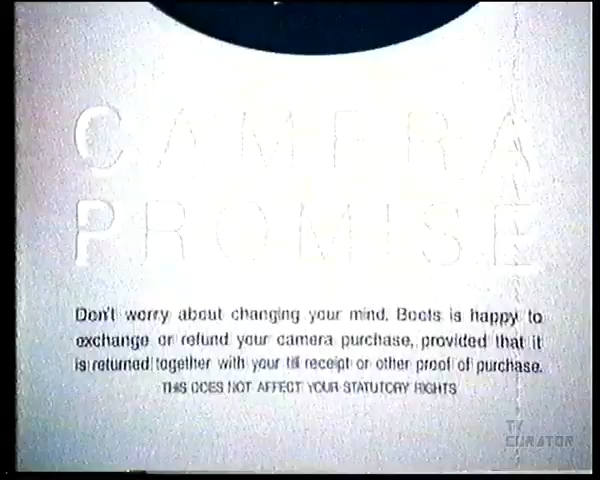 CAMERA
PROMISE
Don't worry about changing your mind. Boots is happy to
exchange or refund your camera purchase, provided that it
is returned together with your till receipt or other proof of purchase.
THIS DOES NOT AFFECT YOUR STATUTORY RIGHTS
TV
CURATOR